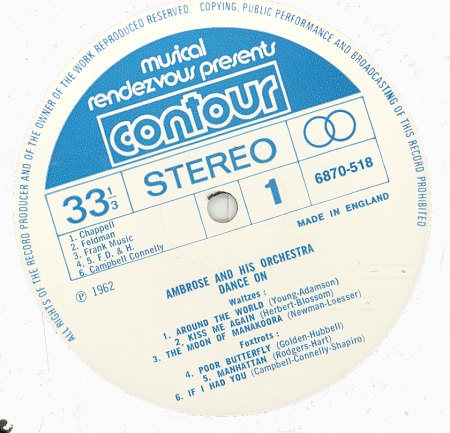 ALL RIGHTS OF THE RECORD PRODUCER AND OF THE OWNER OF THE WORK REPRODUCED RESERVED. COPYING, PUBLIC PERFORMANCE AND BROADCASTING OF THIS RECORD PROHIBITED
musical
rendezvous presents
contour
33 1/3
STEREO
1. Chappell
2. Feldman
3. Frank Music
4. 5. F. D. & H.
6. Campbell Connelly
1
6870-518
MADE IN ENGLAND
℗ 1962
AMBROSE AND HIS ORCHESTRA
DANCE ON
Waltzes:
1. AROUND THE WORLD (Young-Adamson)
2. KISS ME AGAIN (Herbert-Blossom)
3. THE MOON OF MANAKOORA (Newman-Loesser)
Foxtrots:
4. POOR BUTTERFLY (Golden-Hubbell)
5. MANHATTAN (Rodgers-Hart)
6. IF I HAD YOU (Campbell-Connelly-Shapiro)